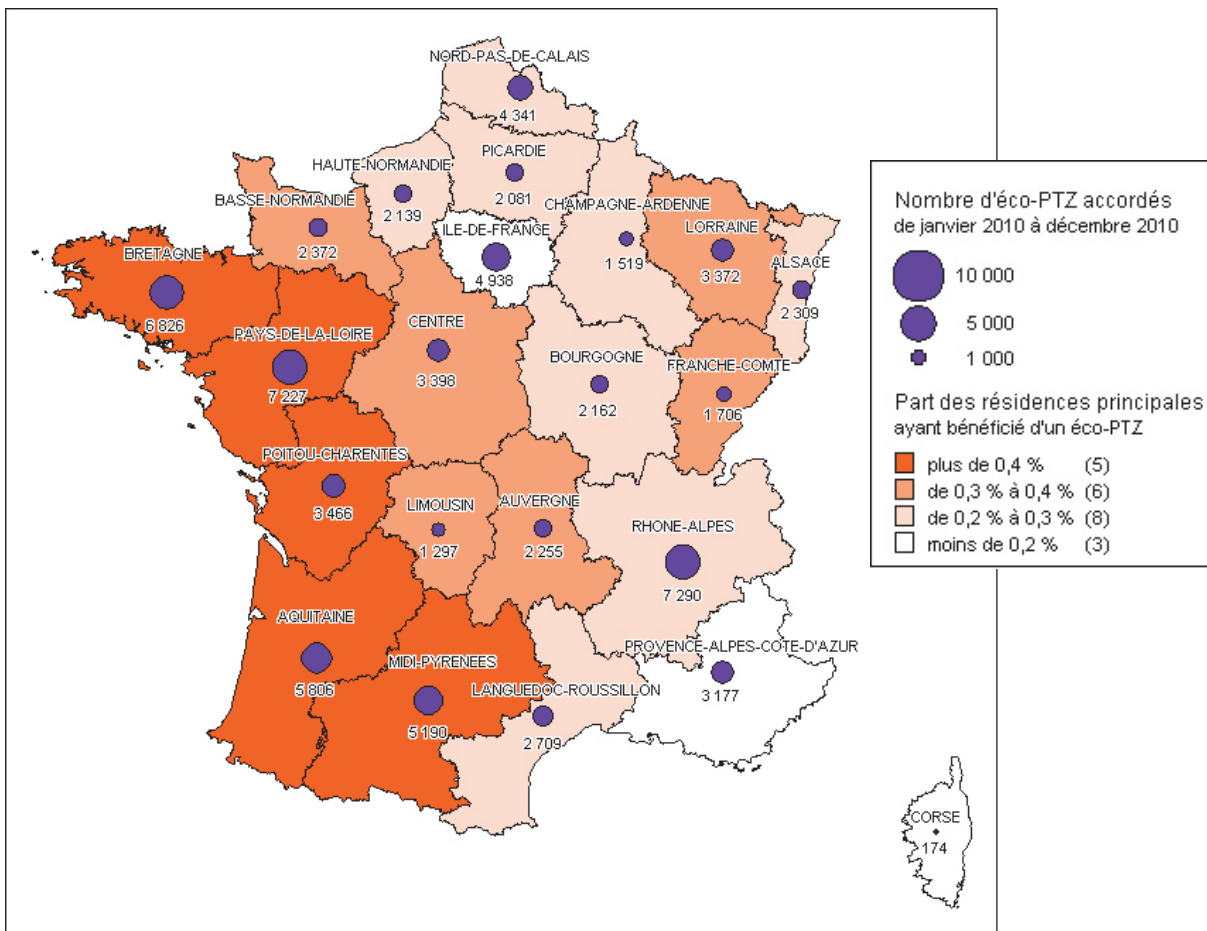 NORD-PAS-DE-CALAIS
4 341
HAUTE-NORMANDIE
2 139
PICARDIE
2 081
BASSE-NORMANDIE
2 372
ILE-DE-FRANCE
4 938
CHAMPAGNE-ARDENNE
1 519
LORRAINE
3 372
ALSACE
2 309
BRETAGNE
6 826
PAYS-DE-LA-LOIRE
7 227
CENTRE
3 398
BOURGOGNE
2 162
FRANCHE-COMTE
1 706
POITOU-CHARENTES
3 466
LIMOUSIN
1 297
AUVERGNE
2 255
RHONE-ALPES
7 290
AQUITAINE
5 806
MIDI-PYRENEES
5 190
LANGUEDOC-ROUSSILLON
2 709
PROVENCE-ALPES-COTE-D'AZUR
3 177
CORSE
174
Nombre d'éco-PTZ accordés
de janvier 2010 à décembre 2010
10 000
5 000
1 000
Part des résidences principales
ayant bénéficié d'un éco-PTZ
plus de 0,4 % (5)
de 0,3 % à 0,4 % (6)
de 0,2 % à 0,3 % (8)
moins de 0,2 % (3)